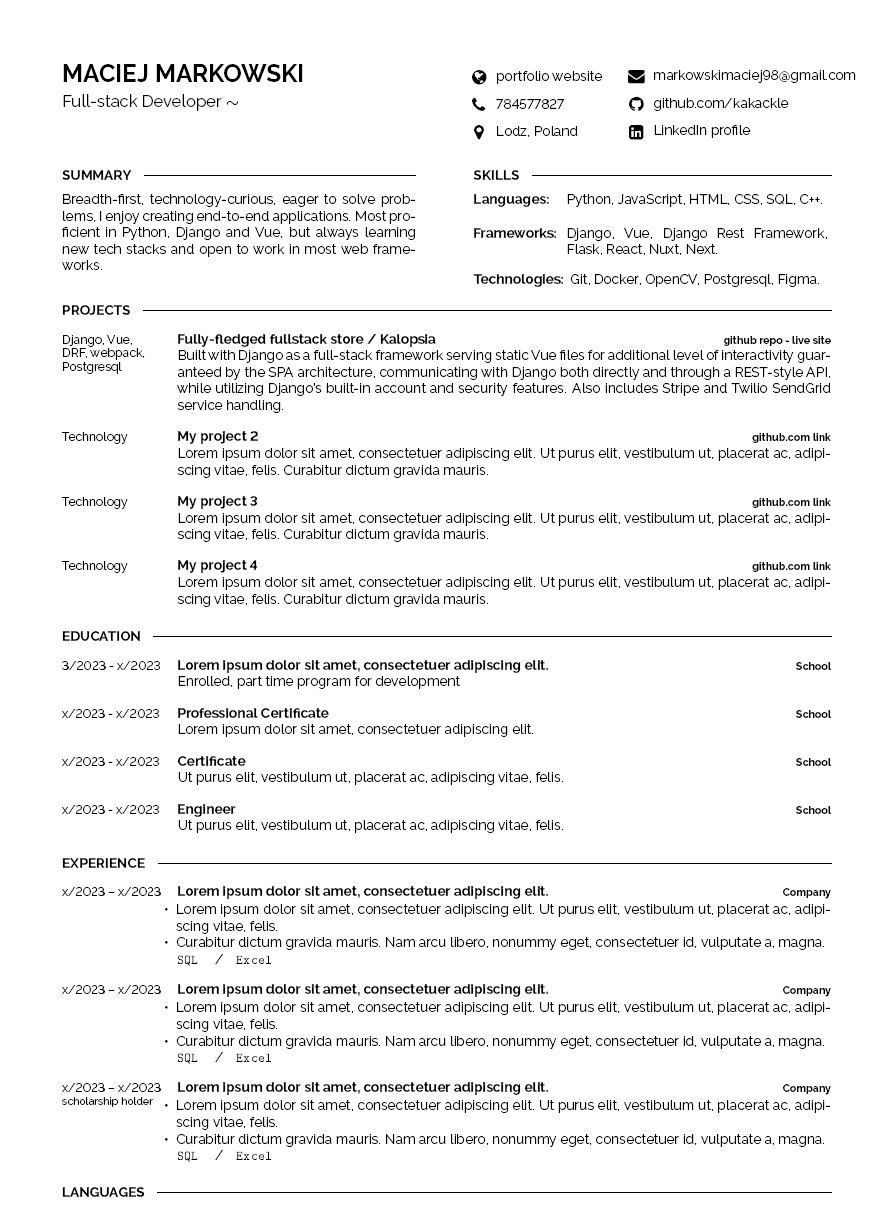 MACIEJ MARKOWSKI
Full-stack Developer ~
portfolio website
markowskimaciej98@gmail.com
784577827
github.com/kakackle
Lodz, Poland
LinkedIn profile
SUMMARY
Breadth-first, technology-curious, eager to solve prob-
lems, I enjoy creating end-to-end applications. Most pro-
ficient in Python, Django and Vue, but always learning
new tech stacks and open to work in most web frame-
works.
SKILLS
Languages: Python, JavaScript, HTML, CSS, SQL, C++.
Frameworks: Django, Vue, Django Rest Framework,
Flask, React, Nuxt, Next.
Technologies: Git, Docker, OpenCV, Postgresql, Figma.
PROJECTS
Django, Vue,
DRF, webpack,
Postgresql
Fully-fledged fullstack store / Kalopsia github repo - live site
Built with Django as a full-stack framework serving static Vue files for additional level of interactivity guar-
anteed by the SPA architecture, communicating with Django both directly and through a REST-style API,
while utilizing Django's built-in account and security features. Also includes Stripe and Twilio SendGrid
service handling.
Technology My project 2 github.com link
Lorem ipsum dolor sit amet, consectetuer adipiscing elit. Ut purus elit, vestibulum ut, placerat ac, adipi-
scing vitae, felis. Curabitur dictum gravida mauris.
Technology My project 3 github.com link
Lorem ipsum dolor sit amet, consectetuer adipiscing elit. Ut purus elit, vestibulum ut, placerat ac, adipi-
scing vitae, felis. Curabitur dictum gravida mauris.
Technology My project 4 github.com link
Lorem ipsum dolor sit amet, consectetuer adipiscing elit. Ut purus elit, vestibulum ut, placerat ac, adipi-
scing vitae, felis. Curabitur dictum gravida mauris.
EDUCATION
3/2023 - x/2023 Lorem ipsum dolor sit amet, consectetuer adipiscing elit. School
Enrolled, part time program for development
x/2023 - x/2023 Professional Certificate School
Lorem ipsum dolor sit amet, consectetuer adipiscing elit.
x/2023 - x/2023 Certificate School
Ut purus elit, vestibulum ut, placerat ac, adipiscing vitae, felis.
x/2023 - x/2023 Engineer School
Ut purus elit, vestibulum ut, placerat ac, adipiscing vitae, felis.
EXPERIENCE
x/2023 – x/2023 Lorem ipsum dolor sit amet, consectetuer adipiscing elit. Company
• Lorem ipsum dolor sit amet, consectetuer adipiscing elit. Ut purus elit, vestibulum ut, placerat ac, adipi-
scing vitae, felis.
• Curabitur dictum gravida mauris. Nam arcu libero, nonummy eget, consectetuer id, vulputate a, magna.
SQL / Excel
x/2023 – x/2023 Lorem ipsum dolor sit amet, consectetuer adipiscing elit. Company
• Lorem ipsum dolor sit amet, consectetuer adipiscing elit. Ut purus elit, vestibulum ut, placerat ac, adipi-
scing vitae, felis.
• Curabitur dictum gravida mauris. Nam arcu libero, nonummy eget, consectetuer id, vulputate a, magna.
SQL / Excel
x/2023 – x/2023 Lorem ipsum dolor sit amet, consectetuer adipiscing elit. Company
scholarship holder
• Lorem ipsum dolor sit amet, consectetuer adipiscing elit. Ut purus elit, vestibulum ut, placerat ac, adipi-
scing vitae, felis.
• Curabitur dictum gravida mauris. Nam arcu libero, nonummy eget, consectetuer id, vulputate a, magna.
SQL / Excel
LANGUAGES